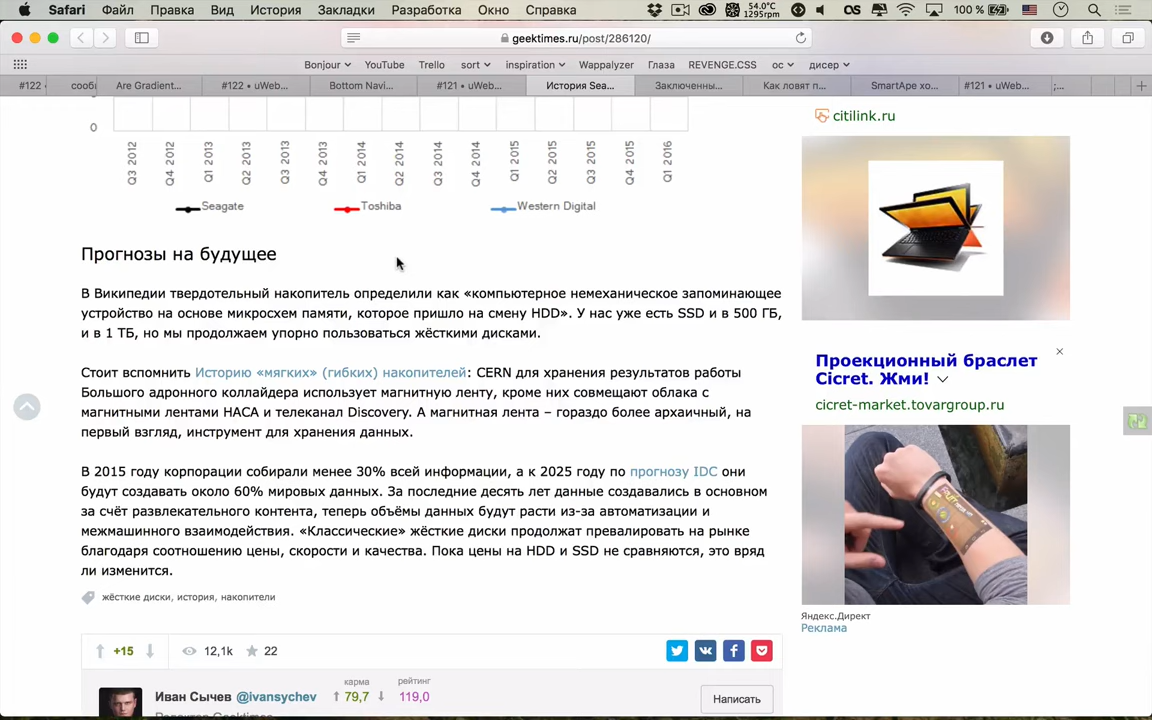 Safari Файл Правка Вид История Закладки Разработка Окно Справка 54.0°C 1295rpm 100 %
geektimes.ru/post/286120/
Bonjour YouTube Trello sort inspiration Wappalyzer Глаза REVENGE.CSS ос дисер
#122 сооб Are Gradient... #122 • uWeb... Bottom Navi... #121 • uWeb... История Sea... Заключенны... Как ловят п... SmartApe хо... #121 • uWeb... ;...
0
Q3 2012 Q4 2012 Q1 2013 Q2 2013 Q3 2013 Q4 2013 Q1 2014 Q2 2014 Q3 2014 Q4 2014 Q1 2015 Q2 2015 Q3 2015 Q4 2015 Q1 2016
Seagate Toshiba Western Digital
Прогнозы на будущее
В Википедии твердотельный накопитель определили как «компьютерное немеханическое запоминающее
устройство на основе микросхем памяти, которое пришло на смену HDD». У нас уже есть SSD и в 500 ГБ,
и в 1 ТБ, но мы продолжаем упорно пользоваться жёсткими дисками.
Стоит вспомнить Историю «мягких» (гибких) накопителей: CERN для хранения результатов работы
Большого адронного коллайдера использует магнитную ленту, кроме них совмещают облака с
магнитными лентами НАСА и телеканал Discovery. А магнитная лента – гораздо более архаичный, на
первый взгляд, инструмент для хранения данных.
В 2015 году корпорации собирали менее 30% всей информации, а к 2025 году по прогнозу IDC они
будут создавать около 60% мировых данных. За последние десять лет данные создавались в основном
за счёт развлекательного контента, теперь объёмы данных будут расти из-за автоматизации и
межмашинного взаимодействия. «Классические» жёсткие диски продолжат превалировать на рынке
благодаря соотношению цены, скорости и качества. Пока цены на HDD и SSD не сравняются, это вряд
ли изменится.
жёсткие диски, история, накопители
+15 12,1k 22
Иван Сычев @ivansychev
карма
79,7
рейтинг
119,0
Написать
Редактор Geektimes
citilink.ru
Проекционный браслет
Cicret. Жми!
cicret-market.tovargroup.ru
Яндекс.Директ
Реклама